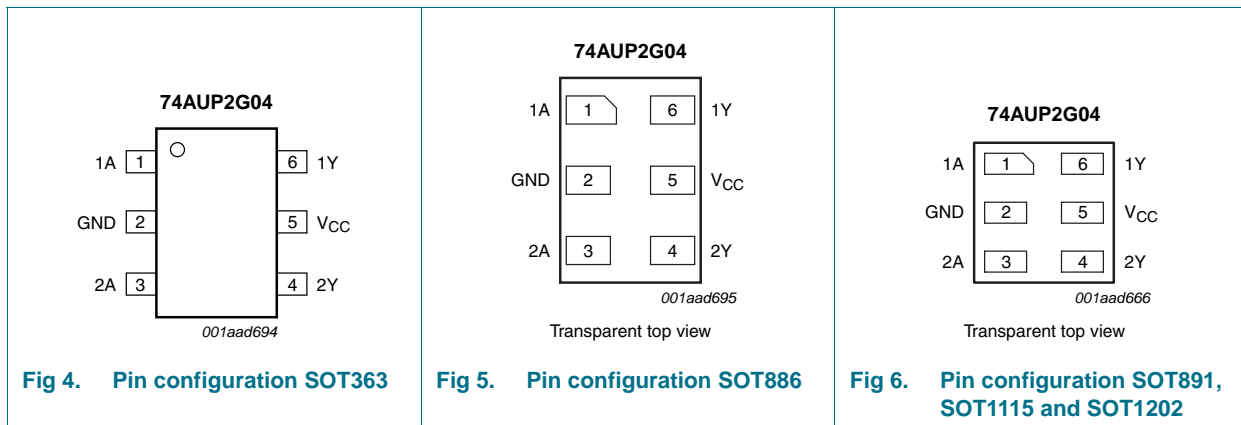 74AUP2G04
1A 1 6 1Y
GND 2 5 VCC
2A 3 4 2Y
001aad694
Fig 4. Pin configuration SOT363
74AUP2G04
1A 1 6 1Y
GND 2 5 VCC
2A 3 4 2Y
001aad695
Transparent top view
Fig 5. Pin configuration SOT886
74AUP2G04
1A 1 6 1Y
GND 2 5 VCC
2A 3 4 2Y
001aad666
Transparent top view
Fig 6. Pin configuration SOT891,
SOT1115 and SOT1202